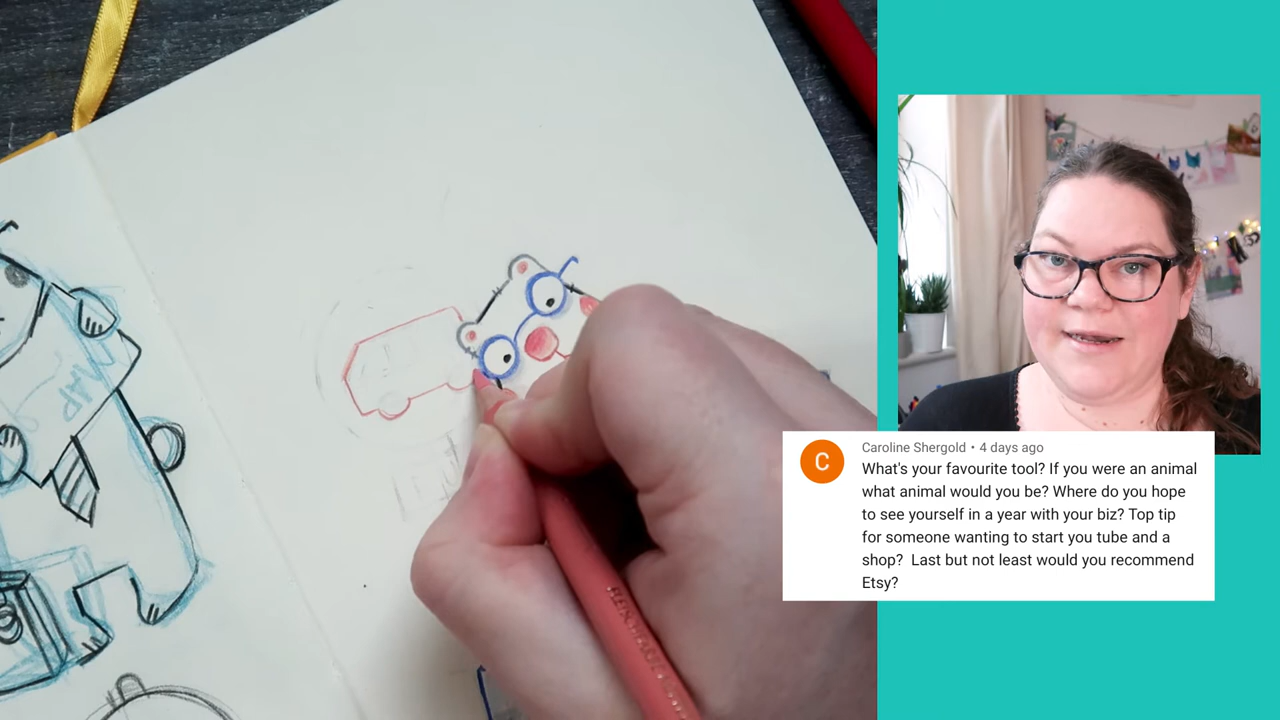 Caroline Shergold • 4 days ago
What's your favourite tool? If you were an animal
what animal would you be? Where do you hope
to see yourself in a year with your biz? Top tip
for someone wanting to start you tube and a
shop?  Last but not least would you recommend
Etsy?
C
MAP